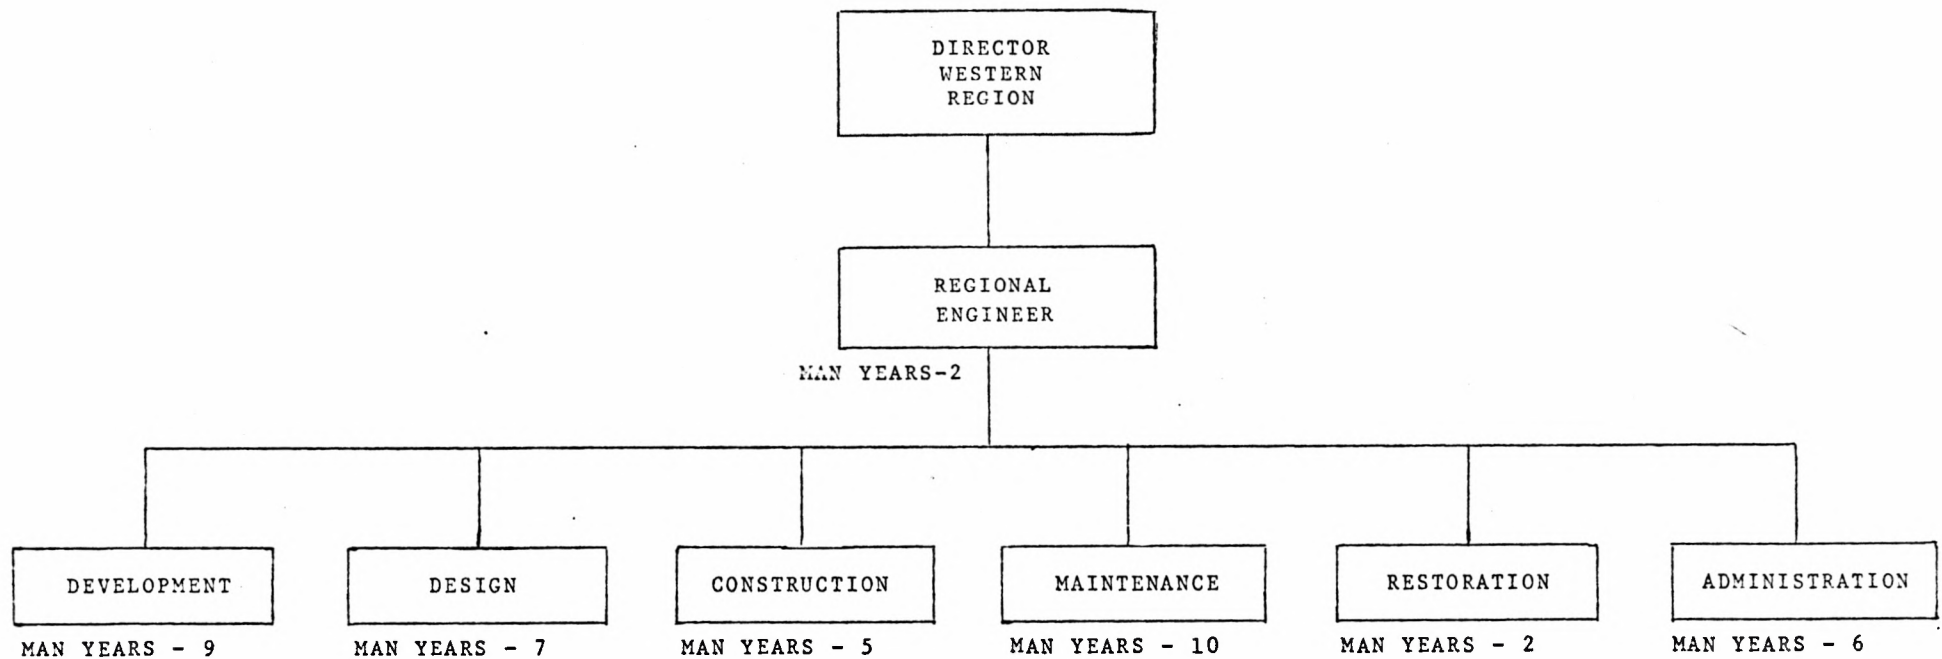 DIRECTOR
WESTERN
REGION
REGIONAL
ENGINEER
MAN YEARS-2
DEVELOPMENT
DESIGN
CONSTRUCTION
MAINTENANCE
RESTORATION
ADMINISTRATION
MAN YEARS - 9
MAN YEARS - 7
MAN YEARS - 5
MAN YEARS - 10
MAN YEARS - 2
MAN YEARS - 6